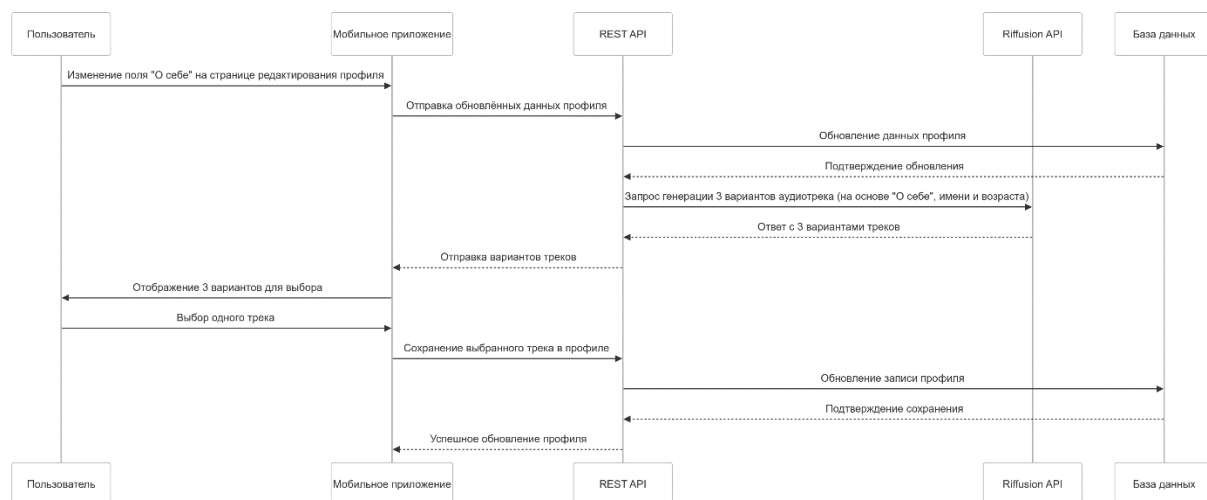 Пользователь
Мобильное приложение
REST API
Riffusion API
База данных
Изменение поля "О себе" на странице редактирования профиля
Отправка обновлённых данных профиля
Обновление данных профиля
Подтверждение обновления
Запрос генерации 3 вариантов аудиотрека (на основе "О себе", имени и возраста)
Ответ с 3 вариантами треков
Отправка вариантов треков
Отображение 3 вариантов для выбора
Выбор одного трека
Сохранение выбранного трека в профиле
Обновление записи профиля
Подтверждение сохранения
Успешное обновление профиля
Пользователь
Мобильное приложение
REST API
Riffusion API
База данных